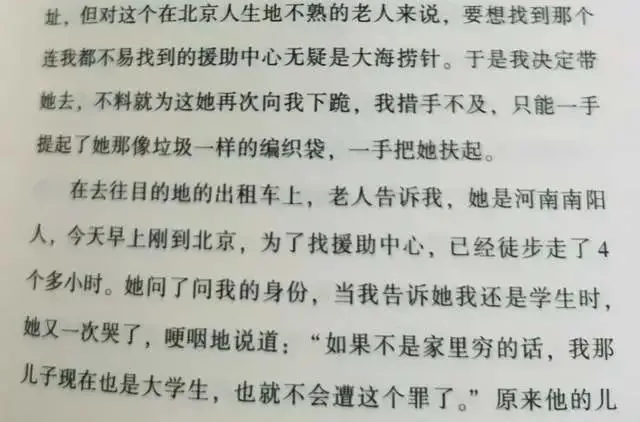 址，但对这个在北京人生地不熟的老人来说，要想找到那个
连我都不易找到的援助中心无疑是大海捞针。于是我决定带
她去，不料就为这她再次向我下跪，我措手不及，只能一手
提起了她那像垃圾一样的编织袋，一手把她扶起。
在去往目的地的出租车上，老人告诉我，她是河南南阳
人，今天早上刚到北京，为了找援助中心，已经徒步走了4
个多小时。她问了问我的身份，当我告诉她我还是学生时，
她又一次哭了，哽咽地说道：“如果不是家里穷的话，我那
儿子现在也是大学生，也就不会遭这个罪了。”原来他的儿